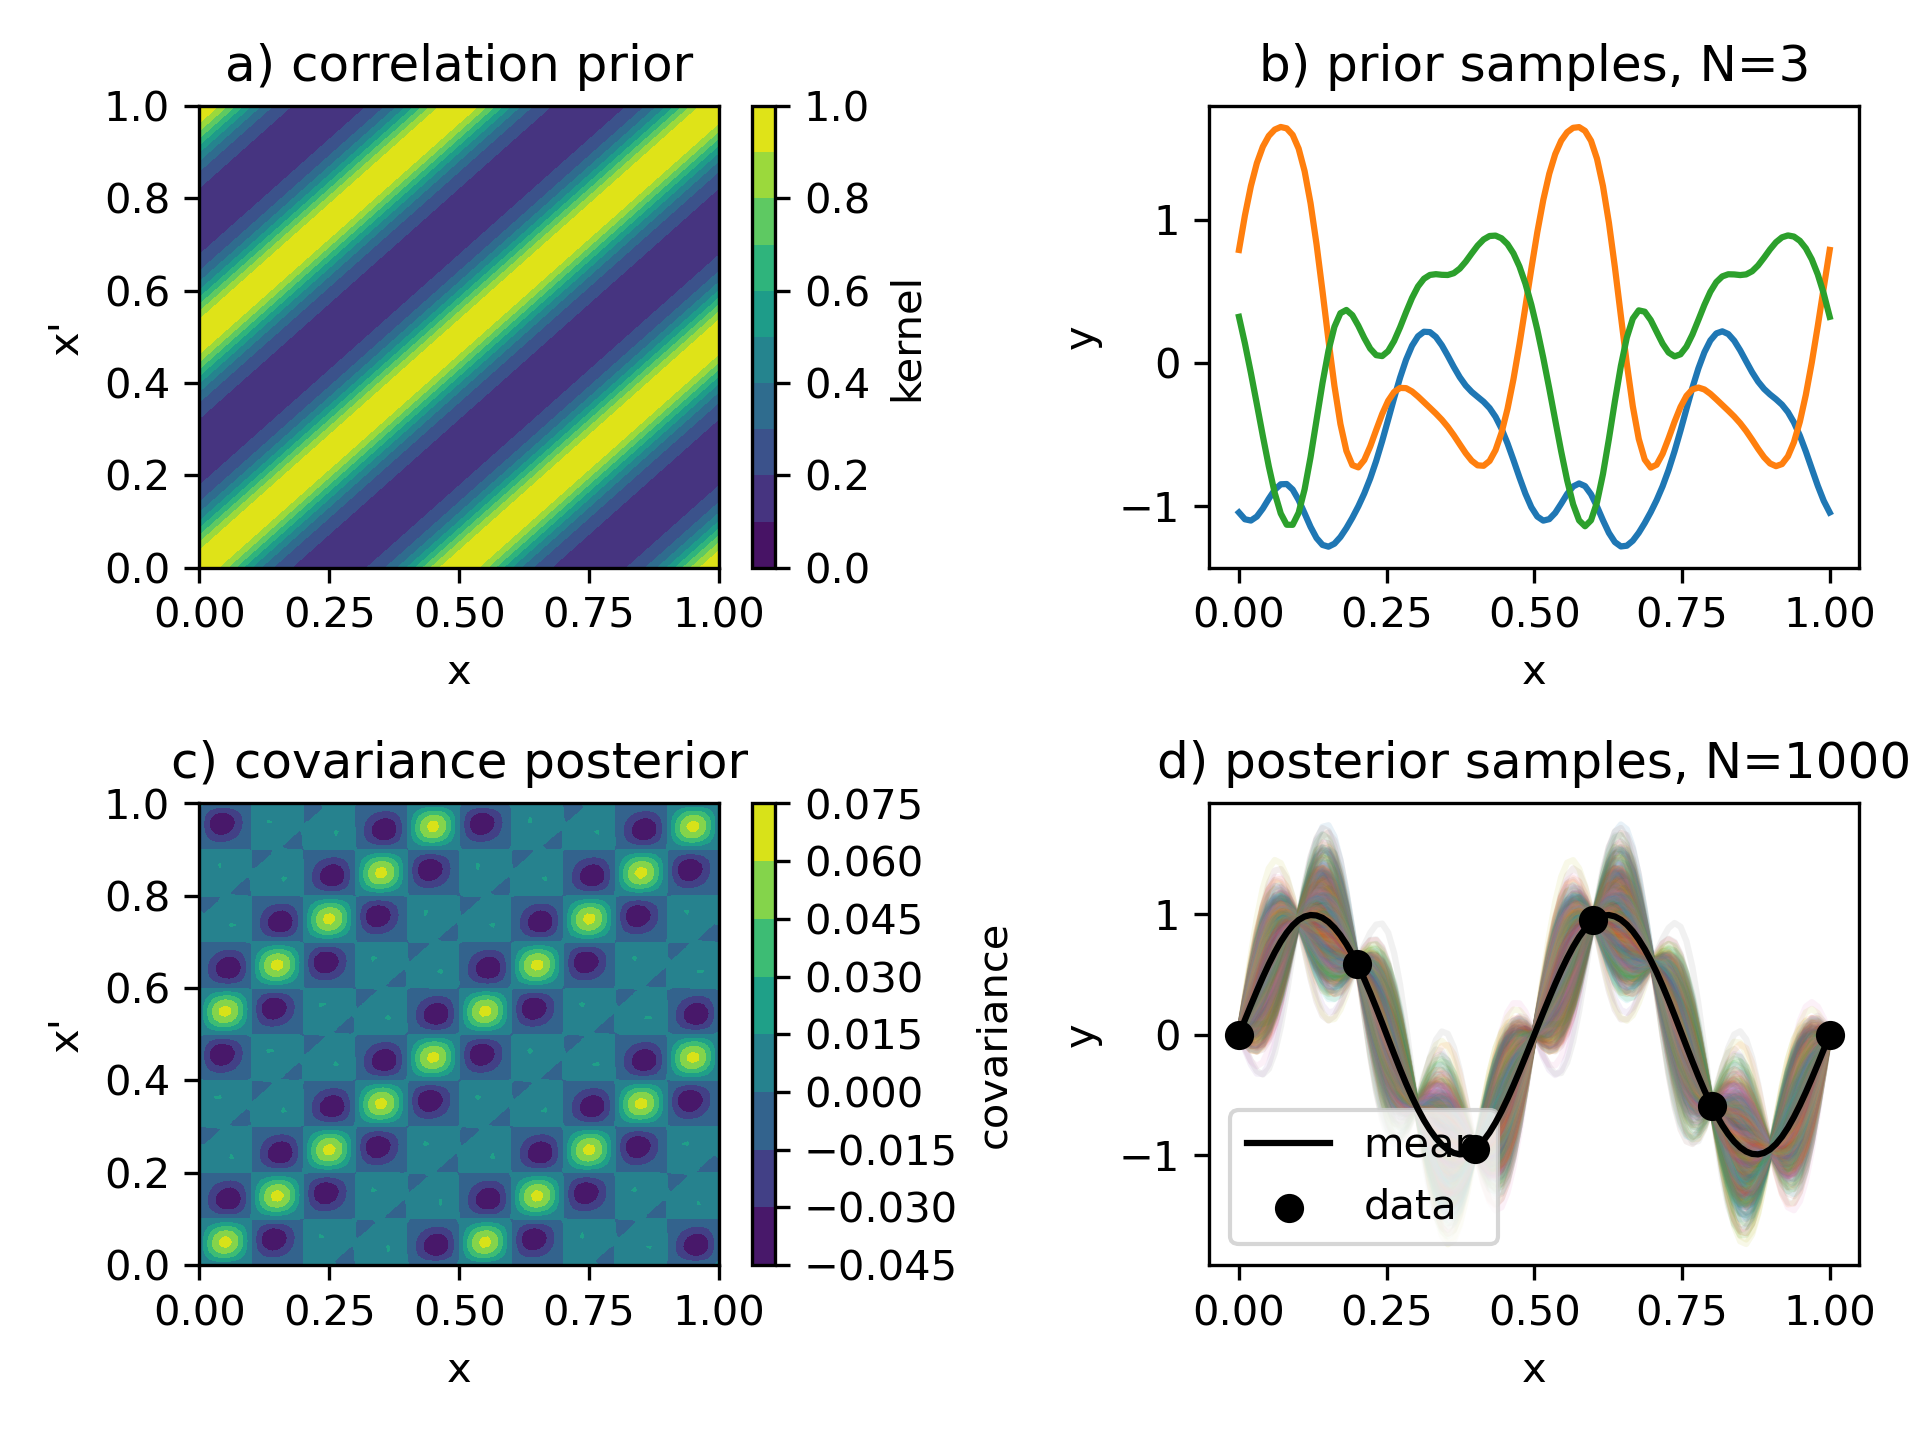 a) correlation prior
1.0
0.8
0.6
0.4
0.2
0.0
x'
0.00 0.25 0.50 0.75 1.00
x
1.0
0.8
0.6
0.4
0.2
0.0
kernel
b) prior samples, N=3
1
0
−1
y
0.00 0.25 0.50 0.75 1.00
x
c) covariance posterior
1.0
0.8
0.6
0.4
0.2
0.0
x'
0.00 0.25 0.50 0.75 1.00
x
0.075
0.060
0.045
0.030
0.015
0.000
−0.015
−0.030
−0.045
covariance
d) posterior samples, N=1000
1
0
−1
y
mean
data
0.00 0.25 0.50 0.75 1.00
x